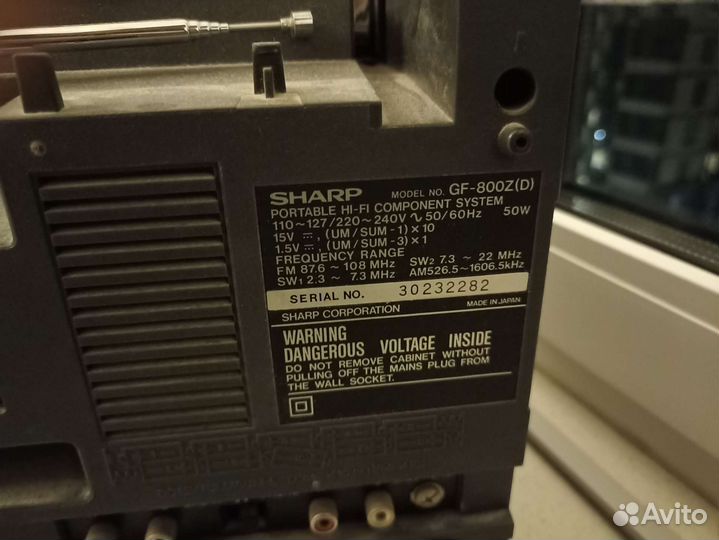 SHARP MODEL NO. GF-800Z(D)
PORTABLE HI-FI COMPONENT SYSTEM
110~127/220~240V ∿ 50/60Hz 50W
15V ⎓, (UM/SUM-1) × 10
1.5V ⎓, (UM/SUM-3) × 1
FREQUENCY RANGE
FM 87.6 ~ 108 MHz SW2 7.3 ~ 22 MHz
SW1 2.3 ~ 7.3 MHz AM526.5~1606.5kHz
SERIAL NO. 30232282
SHARP CORPORATION MADE IN JAPAN
WARNING
DANGEROUS VOLTAGE INSIDE
DO NOT REMOVE CABINET WITHOUT
PULLING OFF THE MAINS PLUG FROM
THE WALL SOCKET.
Avito